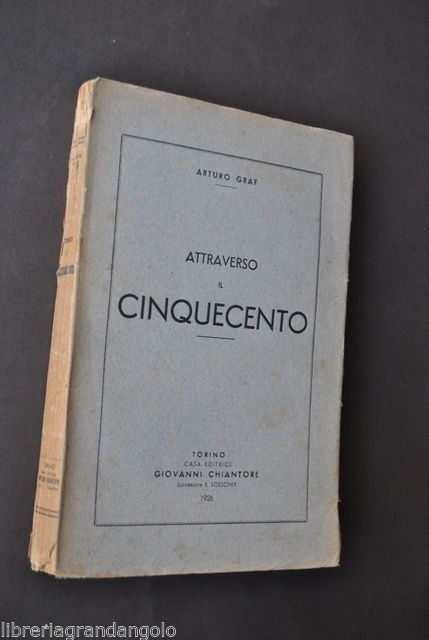 ARTURO GRAF
ATTRAVERSO
IL
CINQUECENTO
TORINO
CASA EDITRICE
GIOVANNI CHIANTORE
Successore E. LOESCHER
1926
libreriagrandangolo